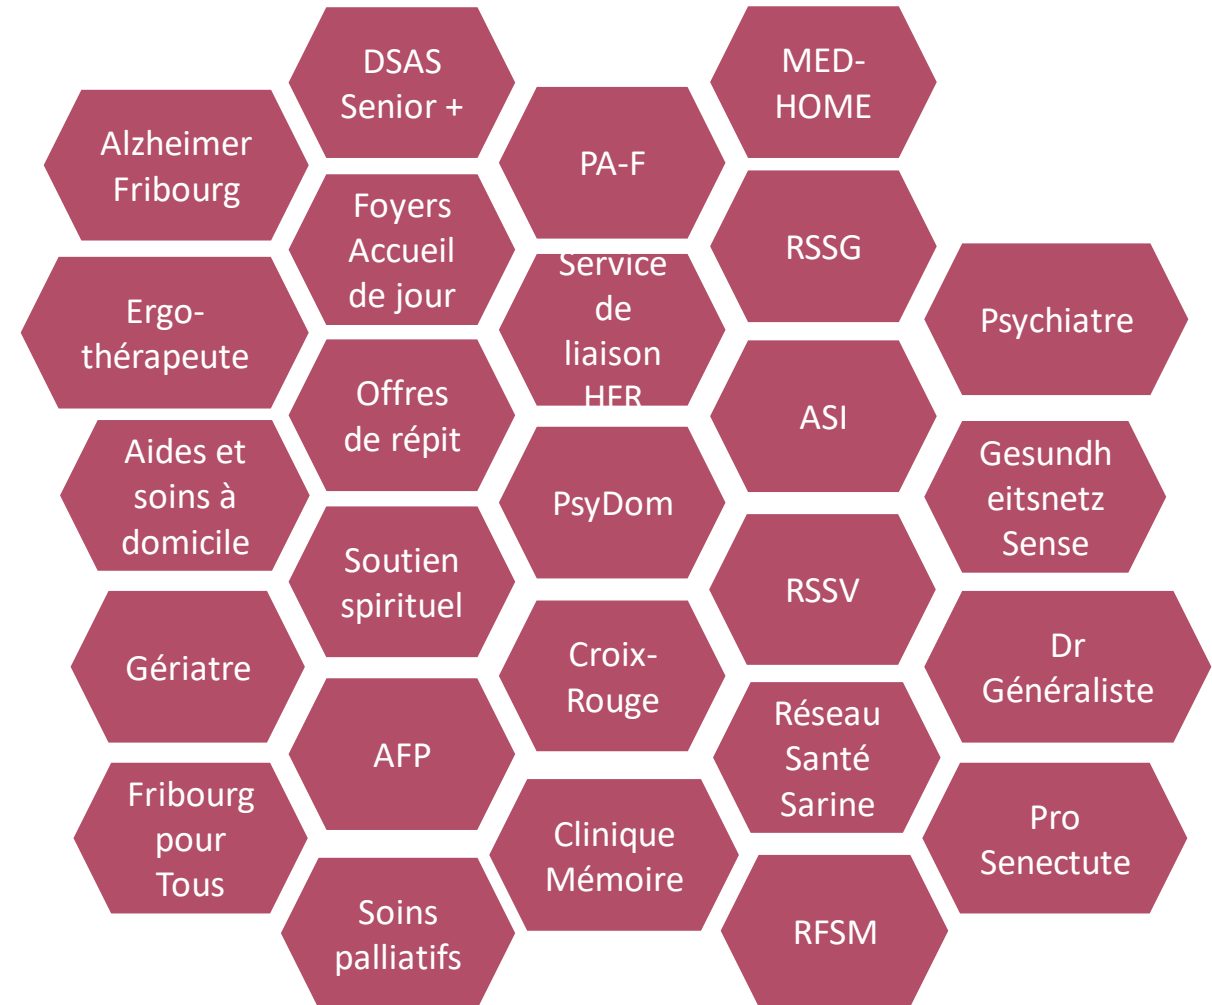 DSAS
Senior +
MED-
HOME
Alzheimer
Fribourg
PA-F
Foyers
Accueil
de jour
RSSG
Service
de
liaison
HFR
Psychiatre
Ergo-
thérapeute
Offres
de répit
ASI
Aides et
soins à
domicile
PsyDom
Gesundh
eitsnetz
Sense
Soutien
spirituel
RSSV
Gériatre
Croix-
Rouge
Dr
Généraliste
AFP
Réseau
Santé
Sarine
Fribourg
pour
Tous
Clinique
Mémoire
Pro
Senectute
Soins
palliatifs
RFSM